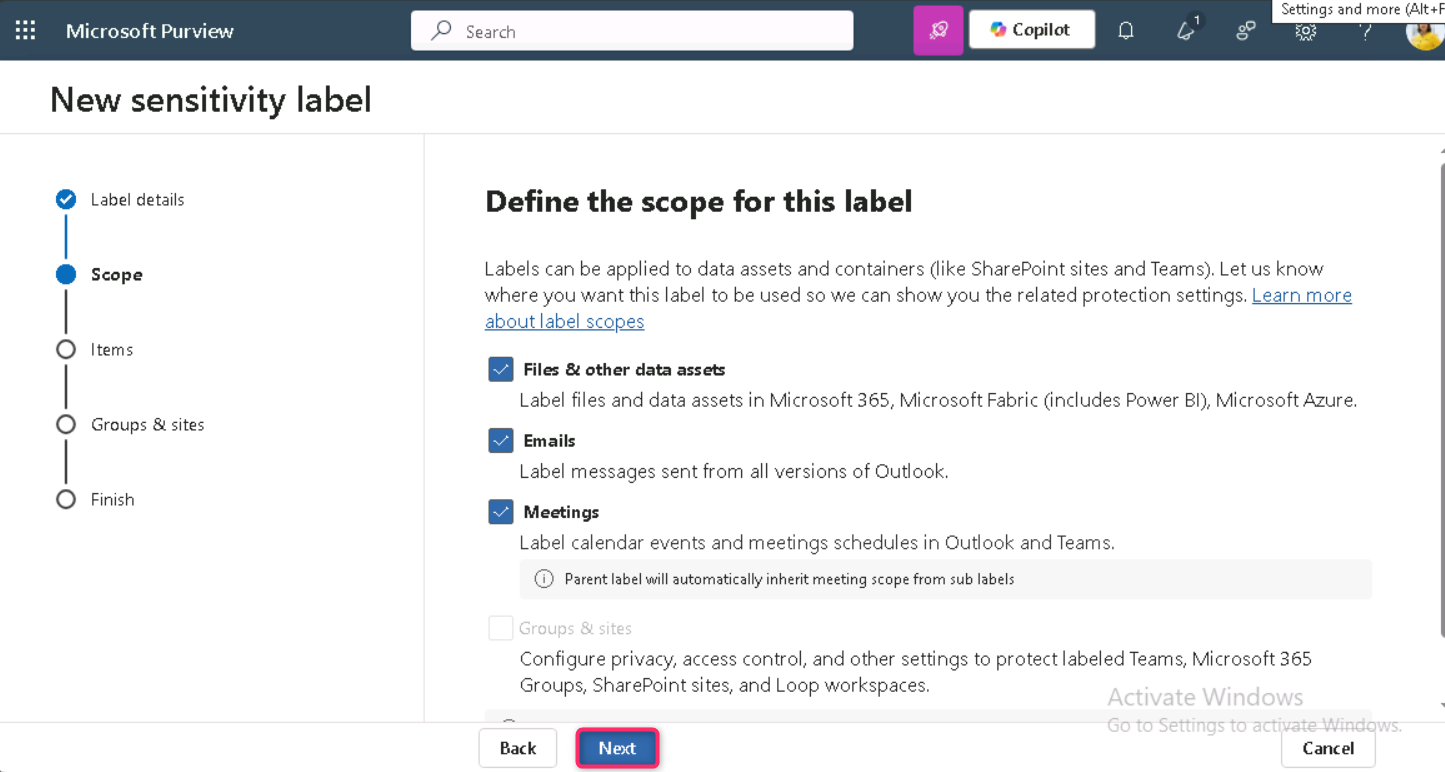 Settings and more (Alt+F
Microsoft Purview
Search
Copilot
1
New sensitivity label
Label details
Scope
Items
Groups & sites
Finish
Define the scope for this label
Labels can be applied to data assets and containers (like SharePoint sites and Teams). Let us know
where you want this label to be used so we can show you the related protection settings. Learn more
about label scopes
Files & other data assets
Label files and data assets in Microsoft 365, Microsoft Fabric (includes Power BI), Microsoft Azure.
Emails
Label messages sent from all versions of Outlook.
Meetings
Label calendar events and meetings schedules in Outlook and Teams.
Parent label will automatically inherit meeting scope from sub labels
Groups & sites
Configure privacy, access control, and other settings to protect labeled Teams, Microsoft 365
Groups, SharePoint sites, and Loop workspaces.
Activate Windows
Go to Settings to activate Windows.
Back
Next
Cancel